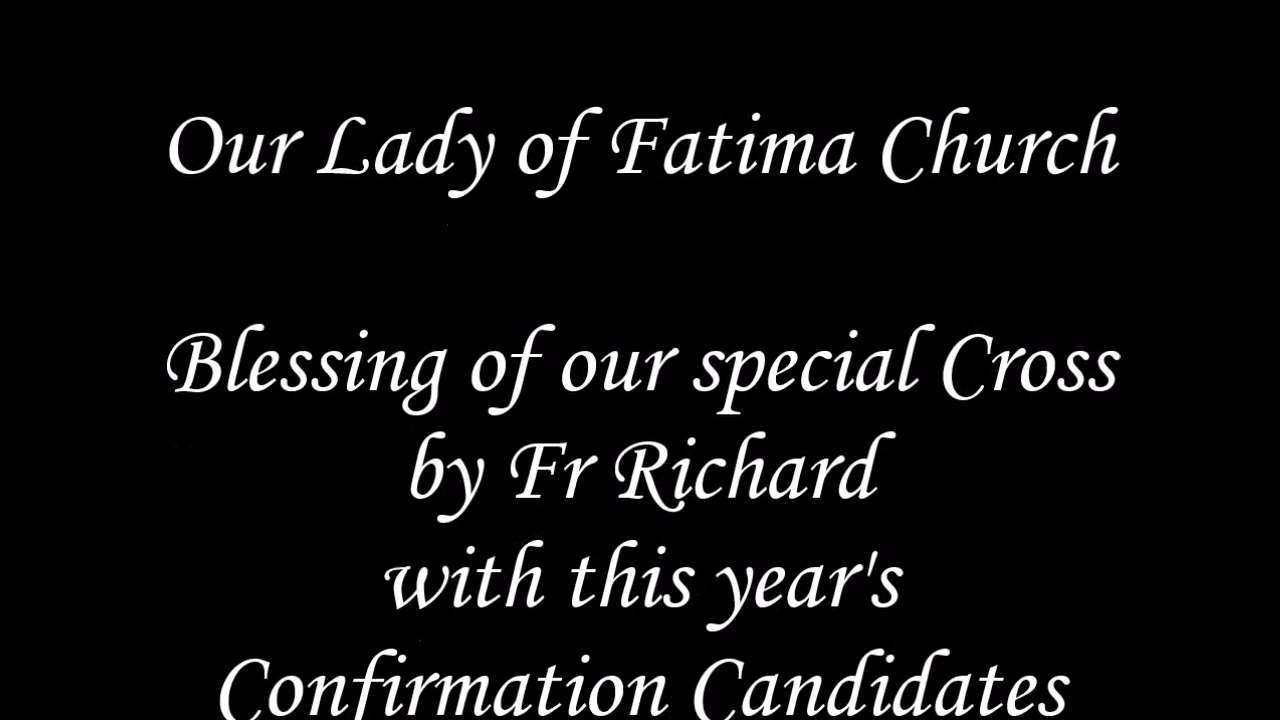 Our Lady of Fatima Church
Blessing of our special Cross
by Fr Richard
with this year's
Confirmation Candidates